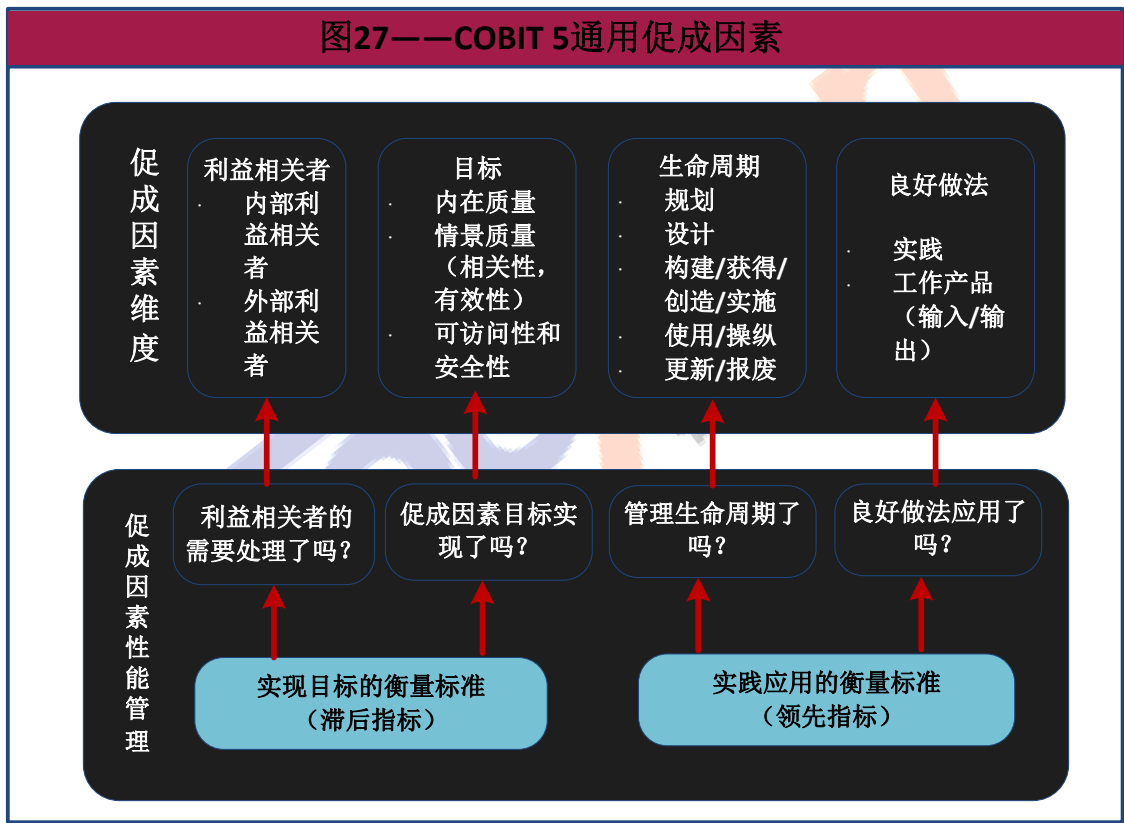 图27——COBIT 5通用促成因素
促
成
因
素
维
度
利益相关者
· 内部利
益相关
者
· 外部利
益相关
者
目标
· 内在质量
· 情景质量
（相关性，
有效性）
· 可访问性和
安全性
生命周期
· 规划
· 设计
· 构建/获得/
创造/实施
· 使用/操纵
· 更新/报废
良好做法
· 实践
· 工作产品
（输入/输
出）
促
成
因
素
性
能
管
理
利益相关者的
需要处理了吗？
促成因素目标实
现了吗？
管理生命周期了
吗？
良好做法应用了
吗？
实现目标的衡量标准
（滞后指标）
实践应用的衡量标准
（领先指标）